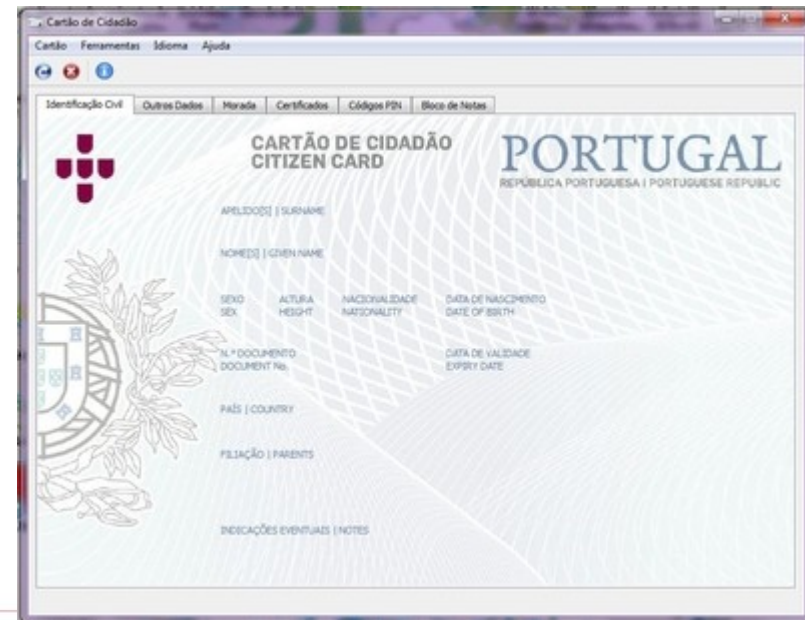 Cartão de Cidadão
Cartão Ferramentas Idioma Ajuda
Identificação Civil Outros Dados Morada Certificados Códigos PIN Bloco de Notas
CARTÃO DE CIDADÃO
CITIZEN CARD
PORTUGAL
REPÚBLICA PORTUGUESA | PORTUGUESE REPUBLIC
APELIDO[S] | SURNAME
NOME[S] | GIVEN NAME
SEXO ALTURA NACIONALIDADE DATA DE NASCIMENTO
SEX HEIGHT NATIONALITY DATE OF BIRTH
N.º DOCUMENTO DATA DE VALIDADE
DOCUMENT No. EXPIRY DATE
PAÍS | COUNTRY
FILIAÇÃO | PARENTS
INDICAÇÕES EVENTUAIS | NOTES